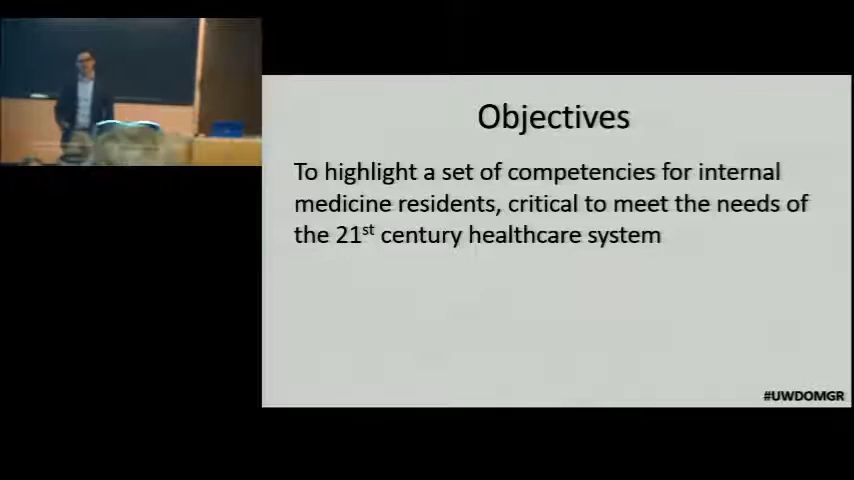 Objectives
To highlight a set of competencies for internal
medicine residents, critical to meet the needs of
the 21st century healthcare system
#UWDOMGR